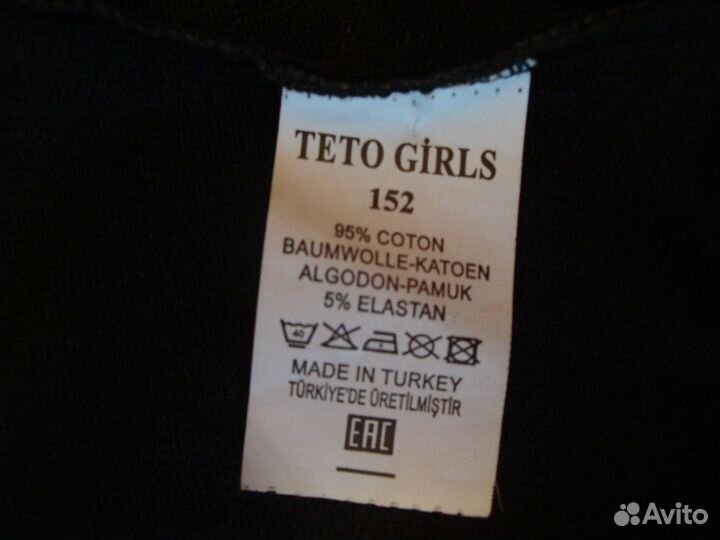 TETO GİRLS
152
95% COTON
BAUMWOLLE-KATOEN
ALGODON-PAMUK
5% ELASTAN
40
MADE IN TURKEY
TÜRKİYE'DE ÜRETİLMİŞTİR
EAC
Avito